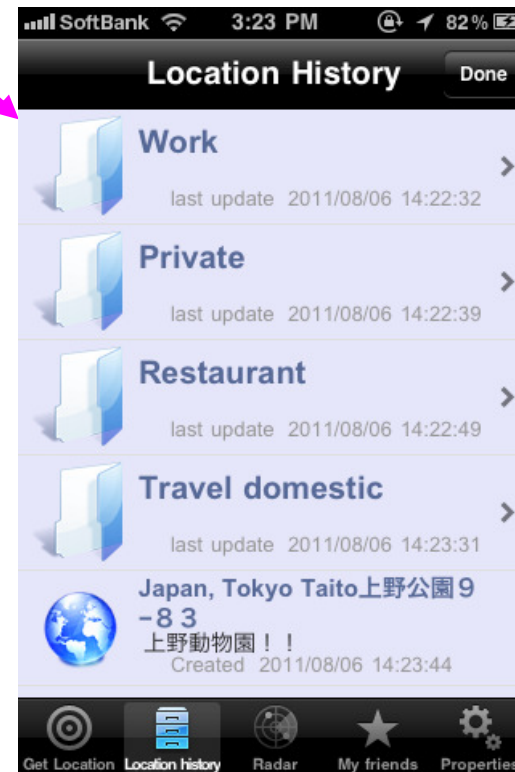 SoftBank 3:23 PM 82%
Location History Done
Work
last update 2011/08/06 14:22:32
Private
last update 2011/08/06 14:22:39
Restaurant
last update 2011/08/06 14:22:49
Travel domestic
last update 2011/08/06 14:23:31
Japan, Tokyo Taito上野公園９
−８３
上野動物園！！
Created 2011/08/06 14:23:44
Get Location Location history Radar My friends Properties